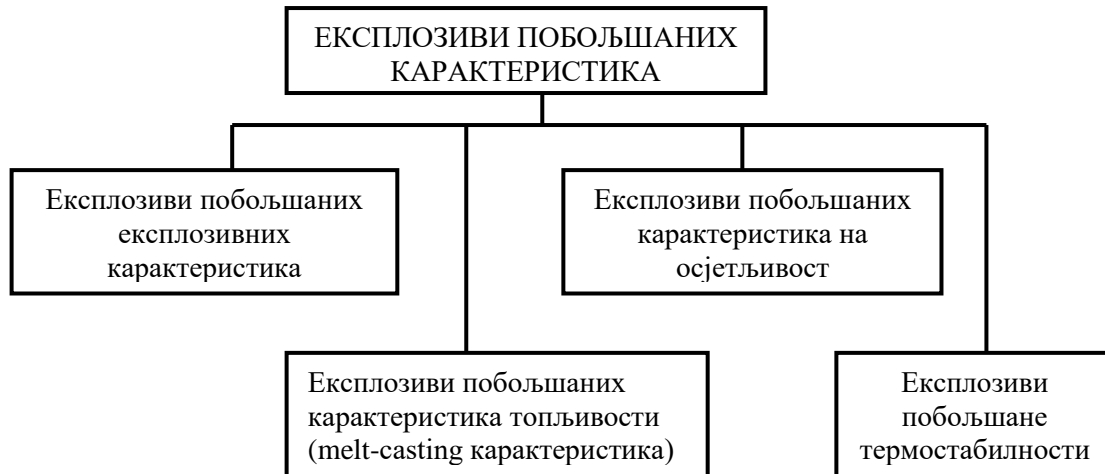 ЕКСПЛОЗИВИ ПОБОЉШАНИХ
КАРАКТЕРИСТИКА
Експлозиви побољшаних
експлозивних
карактеристика
Експлозиви побољшаних
карактеристика на
осјетљивост
Експлозиви побољшаних
карактеристика топљивости
(melt-casting карактеристика)
Експлозиви
побољшане
термостабилности